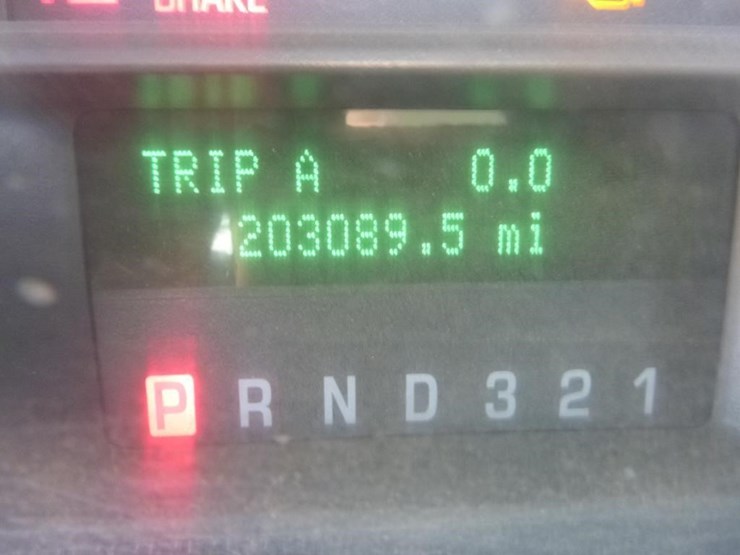 BRAKE
TRIP A 0.0
203089.5 mi
P R N D 3 2 1